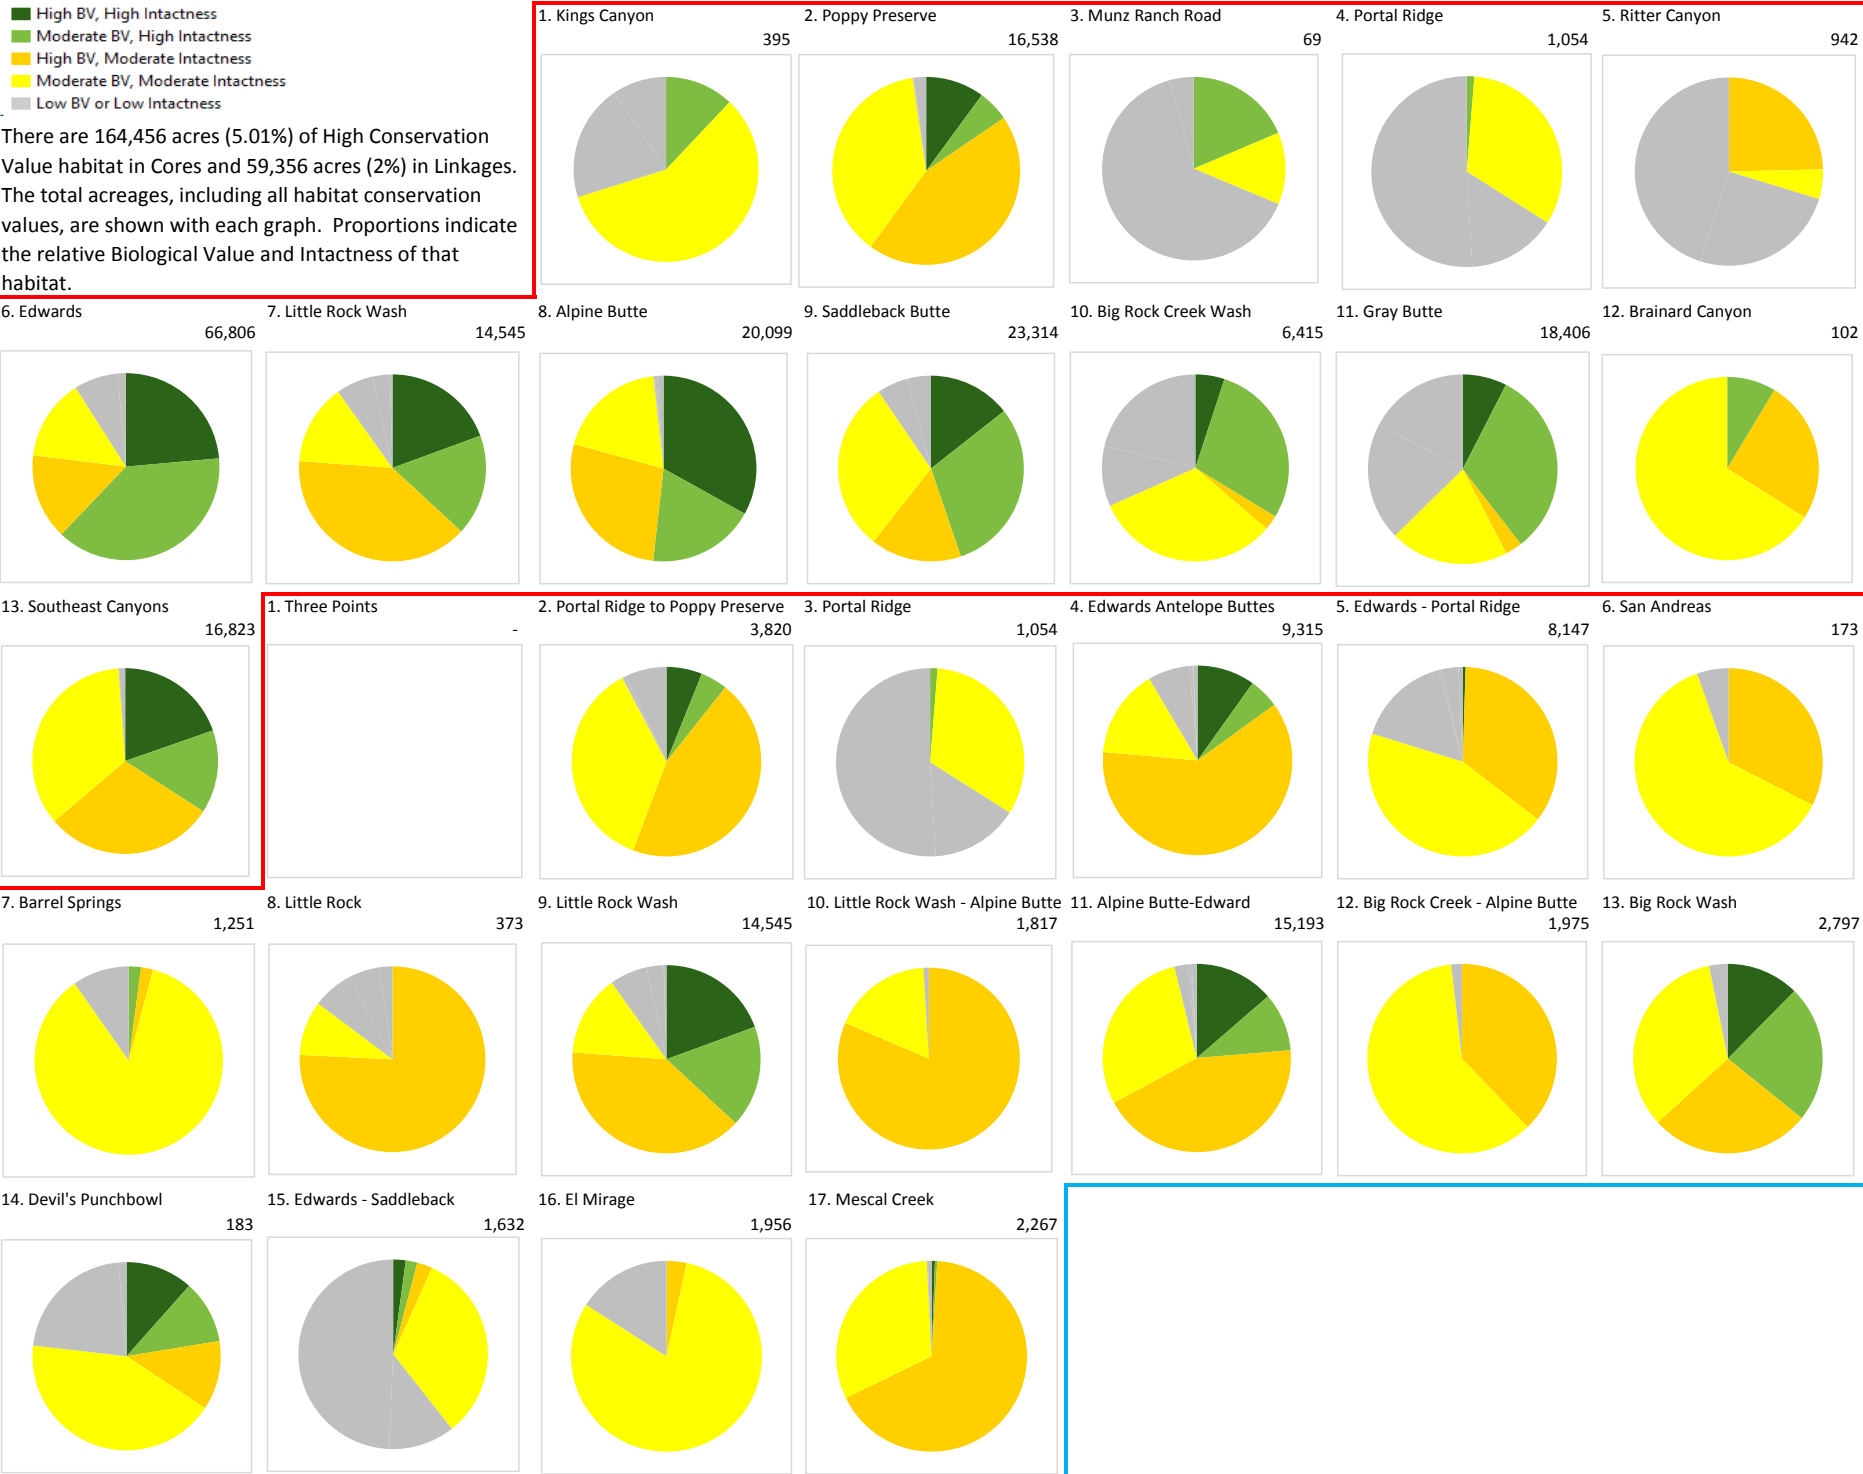 High BV, High Intactness
Moderate BV, High Intactness
High BV, Moderate Intactness
Moderate BV, Moderate Intactness
Low BV or Low Intactness
There are 164,456 acres (5.01%) of High Conservation
Value habitat in Cores and 59,356 acres (2%) in Linkages.
The total acreages, including all habitat conservation
values, are shown with each graph.  Proportions indicate
the relative Biological Value and Intactness of that
habitat.
1. Kings Canyon
395
2. Poppy Preserve
16,538
3. Munz Ranch Road
69
4. Portal Ridge
1,054
5. Ritter Canyon
942
6. Edwards
66,806
7. Little Rock Wash
14,545
8. Alpine Butte
20,099
9. Saddleback Butte
23,314
10. Big Rock Creek Wash
6,415
11. Gray Butte
18,406
12. Brainard Canyon
102
13. Southeast Canyons
16,823
1. Three Points
-
2. Portal Ridge to Poppy Preserve
3,820
3. Portal Ridge
1,054
4. Edwards Antelope Buttes
9,315
5. Edwards - Portal Ridge
8,147
6. San Andreas
173
7. Barrel Springs
1,251
8. Little Rock
373
9. Little Rock Wash
14,545
10. Little Rock Wash - Alpine Butte
1,817
11. Alpine Butte-Edward
15,193
12. Big Rock Creek - Alpine Butte
1,975
13. Big Rock Wash
2,797
14. Devil's Punchbowl
183
15. Edwards - Saddleback
1,632
16. El Mirage
1,956
17. Mescal Creek
2,267